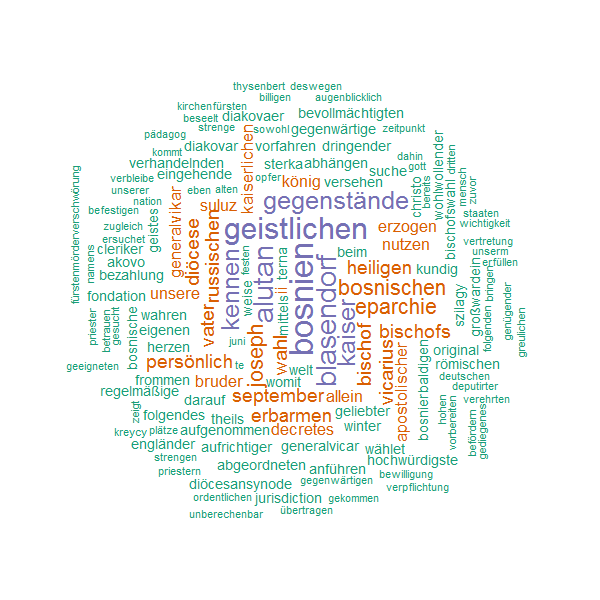 thysenbert deswegen
billigen augenblicklich
kirchenfürsten
beseelt diakovaer bevollmächtigten
pädagog strenge sowohl gegenwärtige zeitpunkt
kommt diakovar kaiserlichen vorfahren dringender
verhandelnden sterka abhängen dahin
verbleibe eingehende opfer suche gott
unserer eben alten könig versehen bereits
nation suluz gegenstände christo
befestigen geistes
zugleich geistlichen erzogen
ersuchet cleriker festen nutzen
akovo beim kundig
bezahlung heiligen
fondation unsere bosnischen
wahren eparchie
eigenen juni bischofs
herzen te original
persönlich welt römischen
frommen bruder womit
regelmäßige darauf september allein
folgendes theils erbarmen geliebter
kreycy plätze aufgenommen decretes winter
engländer aufrichtiger generalvicar wählet
strengen abgeordneten anführen hochwürdigste
priestern gegenwärtigen bewilligung
diöcesansynode verpflichtung
ordentlichen jurisdiction gekommen
unberechenbar übertragen
fürstenmörderverschwörung
namens
priester
betrauen
gesucht
geeigneten
zeigt
bosnische
generalvikar
diöcese
russischen
vater
kennen
weise
alutan
terna
mittels
ii
wahl
joseph
bosnien
blasendorf
kaiser
bischof
vicarius
apostolischer
bosnierbaidigen
wohlwollender
bischofswahl
dritten
mensch
zuvor
staaten
wichtigkeit
vertretung
unserm
erfüllen
szilagy
großwardein
folgenden
bringen
genügender
greulichen
deutschen
deputirter
verehrten
hohen
vorbereiten
befördern
gediegenes